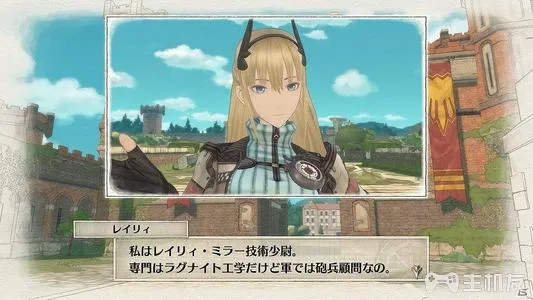 レイリィ
私はレイリィ・ミラー技術少尉。
専門はラグナイト工学だけど軍では砲兵顧問なの。
主机友